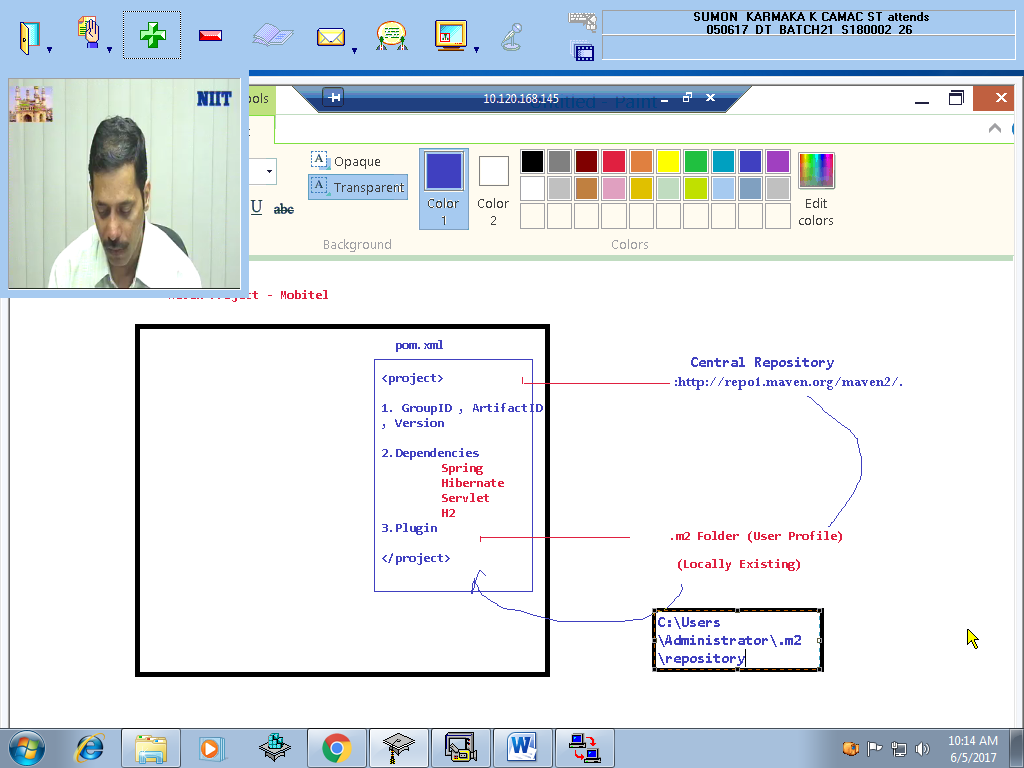 SUMON KARMAKA K CAMAC ST attends
050617 DT BATCH21 S180002 26
NIIT
ools
10.120.168.145
Opaque
Transparent
U abc
Background
Color
1
Color
2
Edit
colors
Colors
Project - Mobitel
pom.xml
<project>
1. GroupID , ArtifactID
, Version
2.Dependencies
Spring
Hibernate
Servlet
H2
3.Plugin
</project>
Central Repository
:http://repo1.maven.org/maven2/.
.m2 Folder (User Profile)
(Locally Existing)
C:\Users
\Administrator\.m2
\repository
10:14 AM
6/5/2017